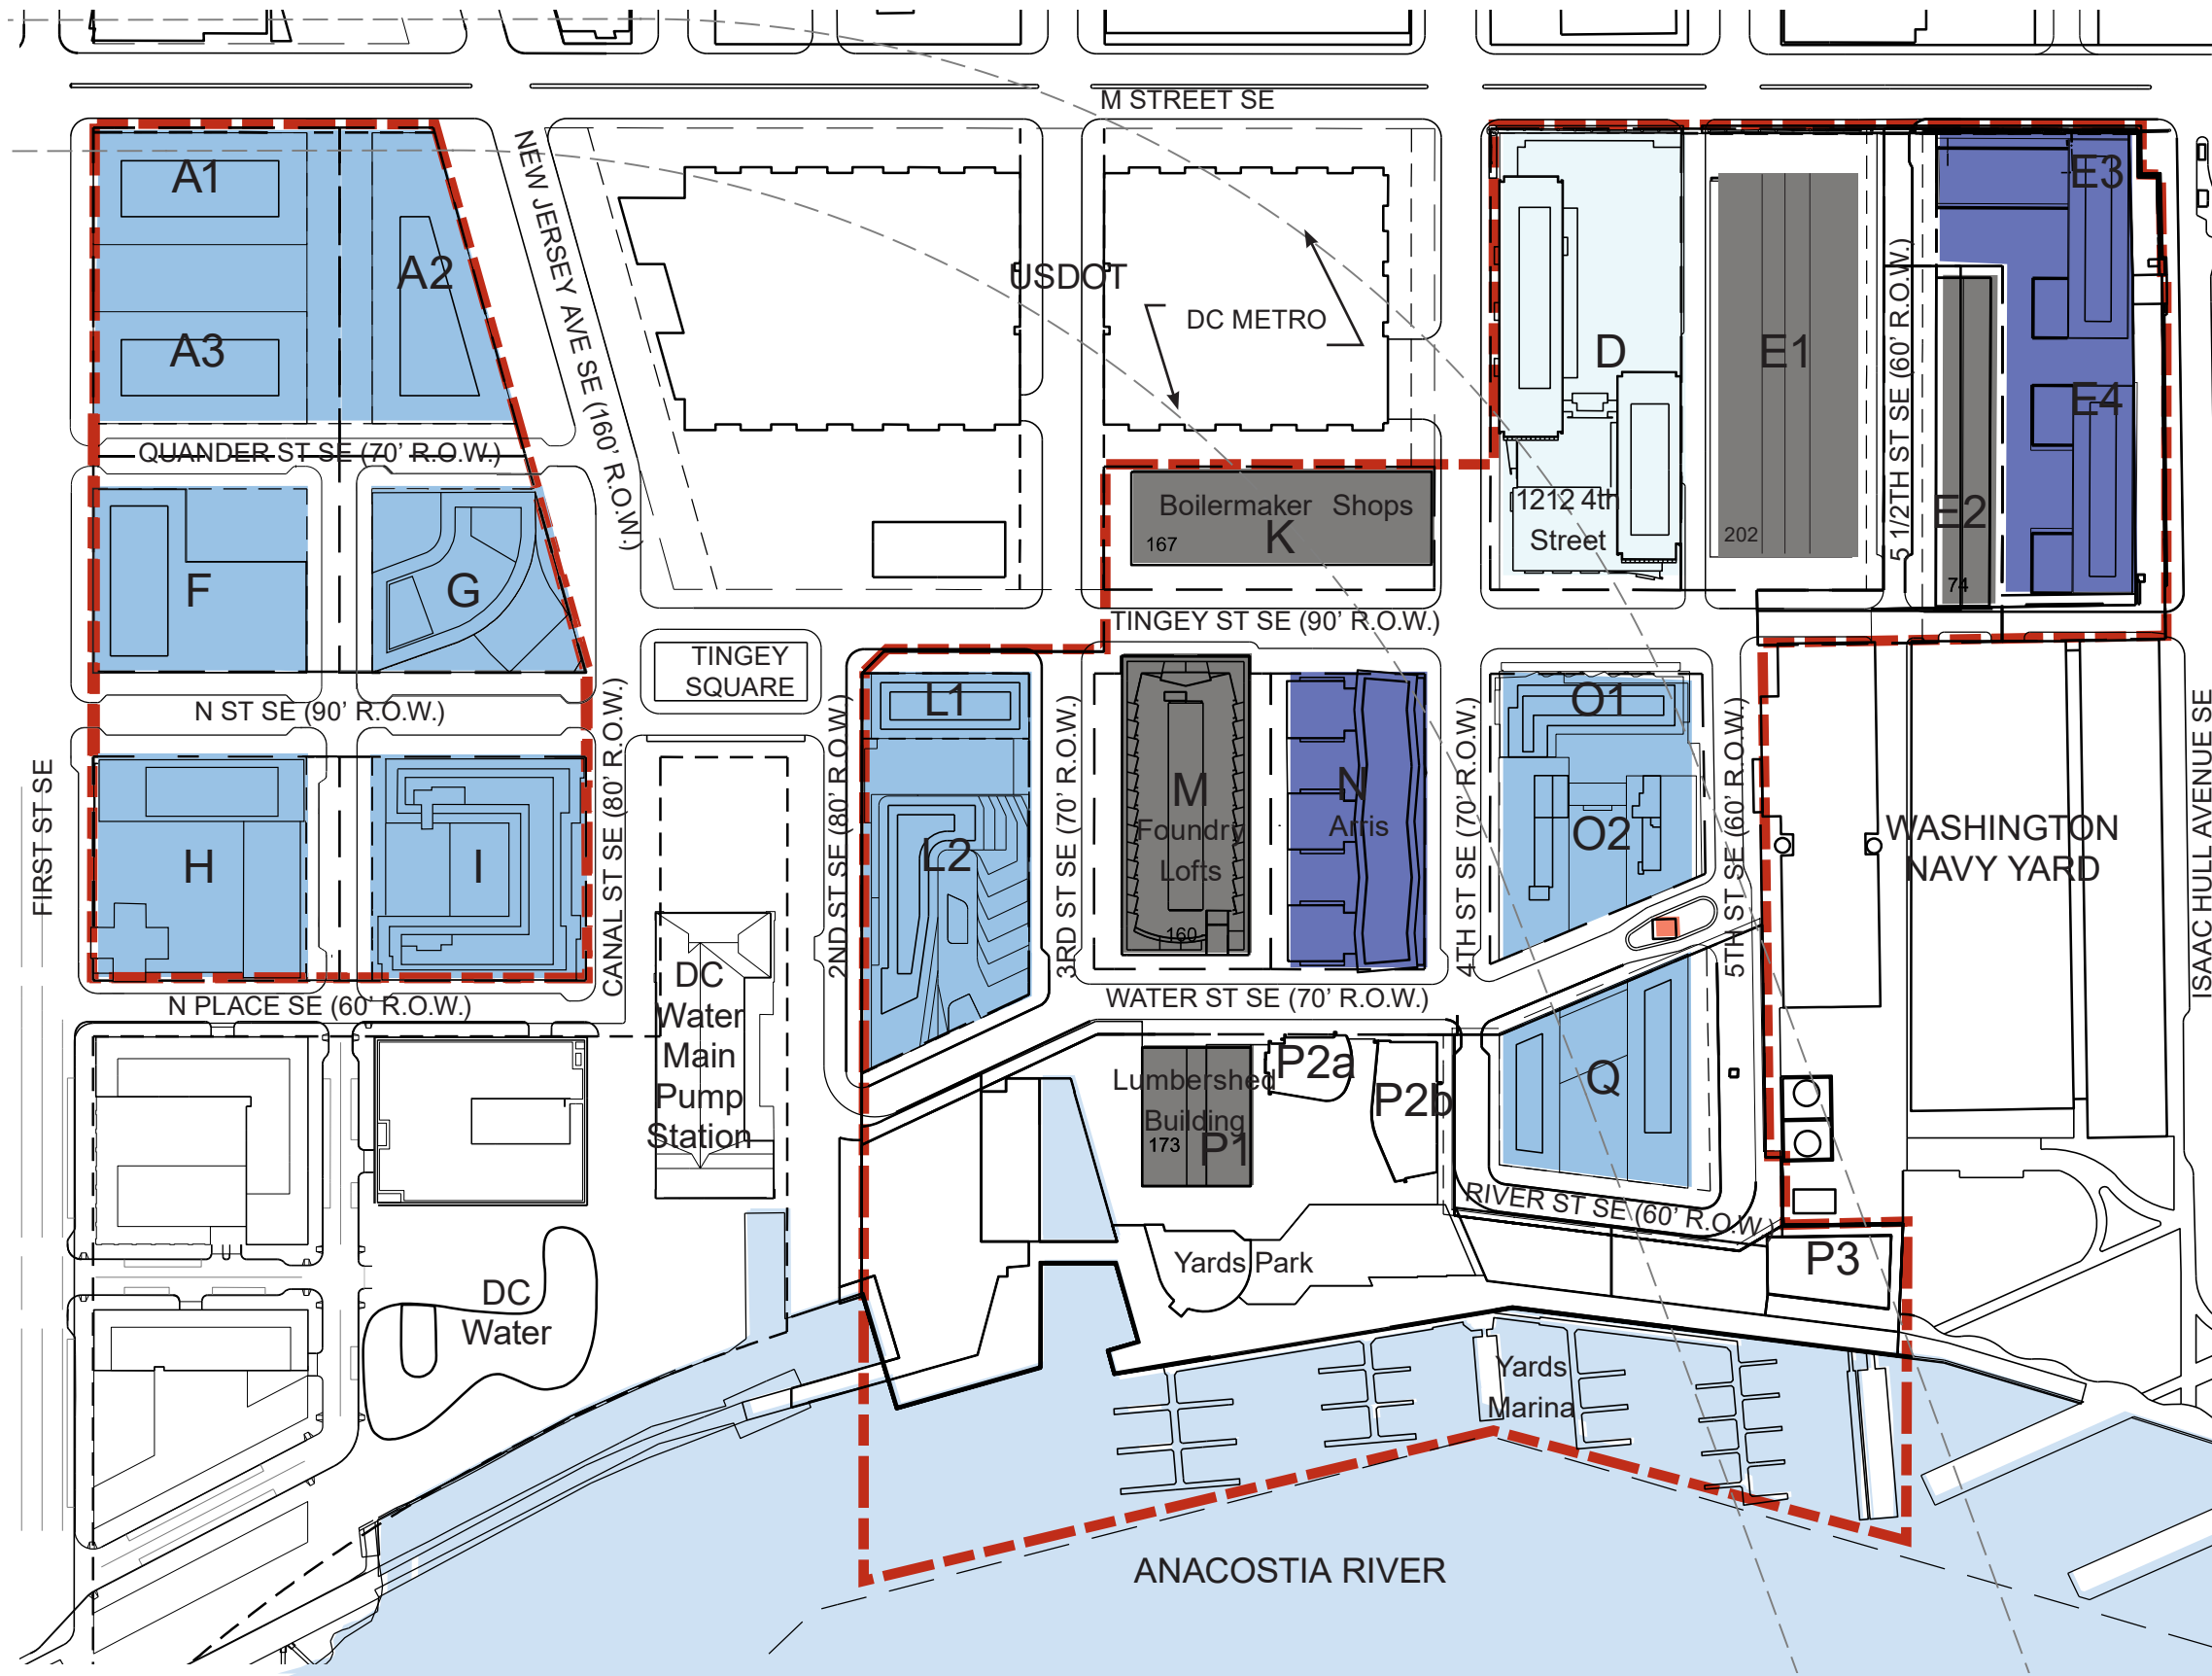 M STREET SE
A1
A2
A3
NEW JERSEY AVE SE (160’ R.O.W.)
USDOT
DC METRO
D
E1
E3
E4
5 1/2TH ST SE (60’ R.O.W.)
QUANDER ST SE (70’ R.O.W.)
Boilermaker Shops
K
167
1212 4th
Street
202
E2
74
F
G
TINGEY ST SE (90’ R.O.W.)
TINGEY
SQUARE
N ST SE (90’ R.O.W.)
L1
O1
FIRST ST SE
H
I
CANAL ST SE (80’ R.O.W.)
2ND ST SE (80’ R.O.W.)
L2
3RD ST SE (70’ R.O.W.)
M
Foundry
Lofts
160
N
Arris
4TH ST SE (70’ R.O.W.)
O2
5TH ST SE (60’ R.O.W.)
WASHINGTON
NAVY YARD
ISAAC HULL AVENUE SE
N PLACE SE (60’ R.O.W.)
WATER ST SE (70’ R.O.W.)
DC
Water
Main
Pump
Station
Lumbershed
Building
173
P1
P2a
P2b
Q
RIVER ST SE (60’ R.O.W.)
Yards Park
P3
DC
Water
Yards
Marina
ANACOSTIA RIVER